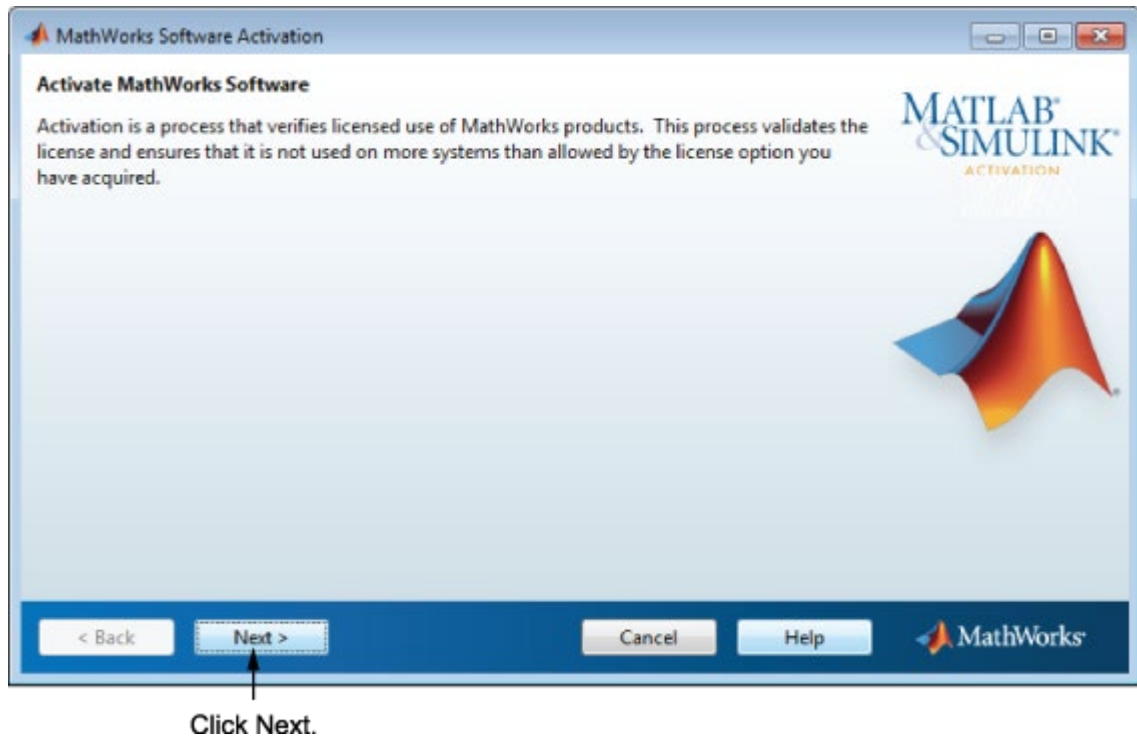 MathWorks Software Activation
Activate MathWorks Software
Activation is a process that verifies licensed use of MathWorks products. This process validates the
license and ensures that it is not used on more systems than allowed by the license option you
have acquired.
MATLAB®
&SIMULINK®
ACTIVATION
< Back
Next >
Cancel
Help
MathWorks®
Click Next.